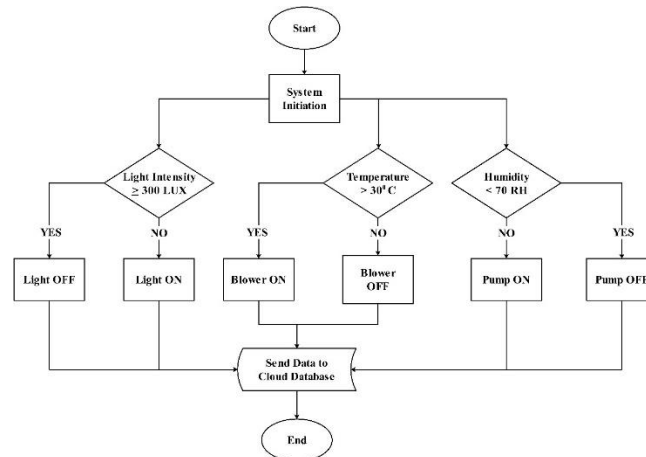 Start
System
Initiation
Light Intensity
≥ 300 LUX
Temperature
> 30⁰ C
Humidity
< 70 RH
YES
NO
YES
NO
NO
YES
Light OFF
Light ON
Blower ON
Blower
OFF
Pump ON
Pump OFF
Send Data to
Cloud Database
End